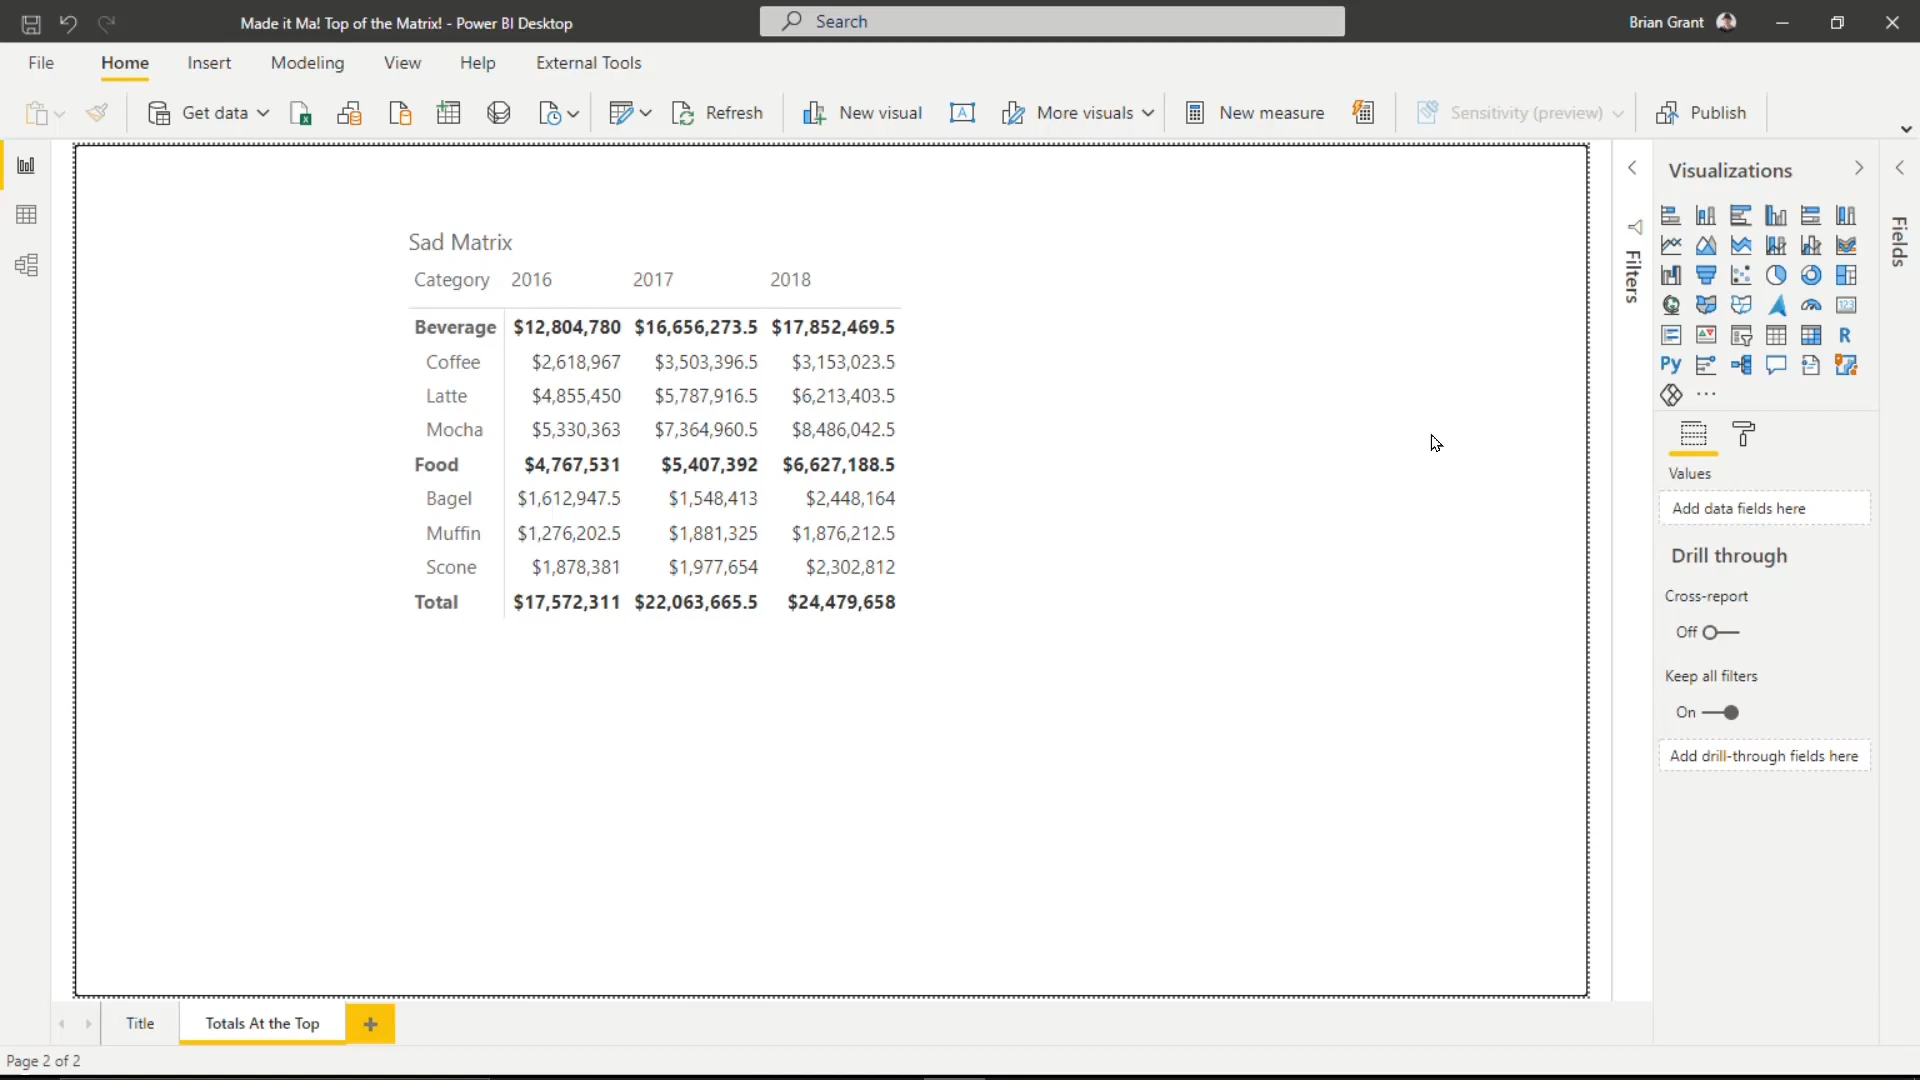 Made it Ma! Top of the Matrix! - Power BI Desktop
Search
Brian Grant
File Home Insert Modeling View Help External Tools
Get data Refresh New visual More visuals New measure Sensitivity (preview) Publish
Sad Matrix
Category 2016 2017 2018
Beverage $12,804,780 $16,656,273.5 $17,852,469.5
Coffee $2,618,967 $3,503,396.5 $3,153,023.5
Latte $4,855,450 $5,787,916.5 $6,213,403.5
Mocha $5,330,363 $7,364,960.5 $8,486,042.5
Food $4,767,531 $5,407,392 $6,627,188.5
Bagel $1,612,947.5 $1,548,413 $2,448,164
Muffin $1,276,202.5 $1,881,325 $1,876,212.5
Scone $1,878,381 $1,977,654 $2,302,812
Total $17,572,311 $22,063,665.5 $24,479,658
Filters
Visualizations
123
R
Py
Values
Add data fields here
Drill through
Cross-report
Off
Keep all filters
On
Add drill-through fields here
Fields
Title Totals At the Top
Page 2 of 2